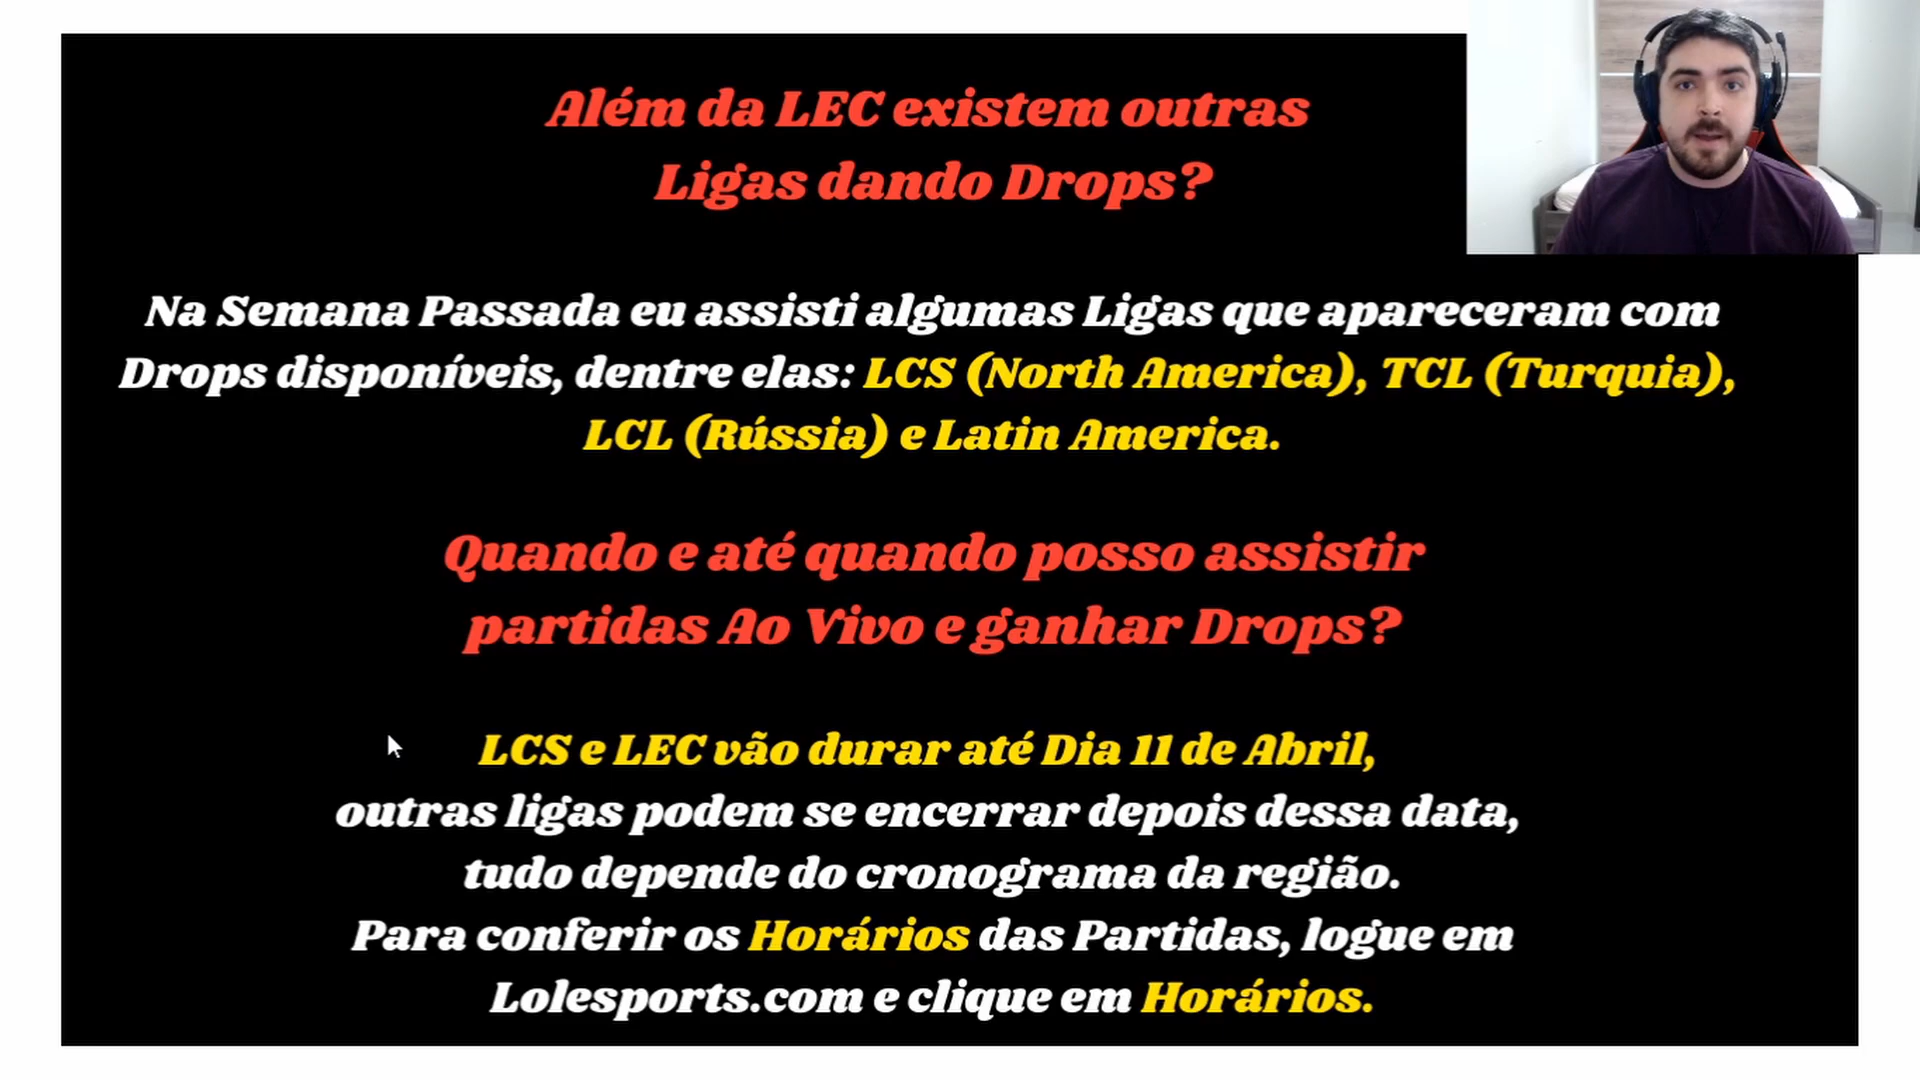 Além da LEC existem outras
Ligas dando Drops?
Na Semana Passada eu assisti algumas Ligas que apareceram com
Drops disponíveis, dentre elas: LCS (North America), TCL (Turquia),
LCL (Rússia) e Latin America.
Quando e até quando posso assistir
partidas Ao Vivo e ganhar Drops?
LCS e LEC vão durar até Dia 11 de Abril,
outras ligas podem se encerrar depois dessa data,
tudo depende do cronograma da região.
Para conferir os Horários das Partidas, logue em
Lolesports.com e clique em Horários.